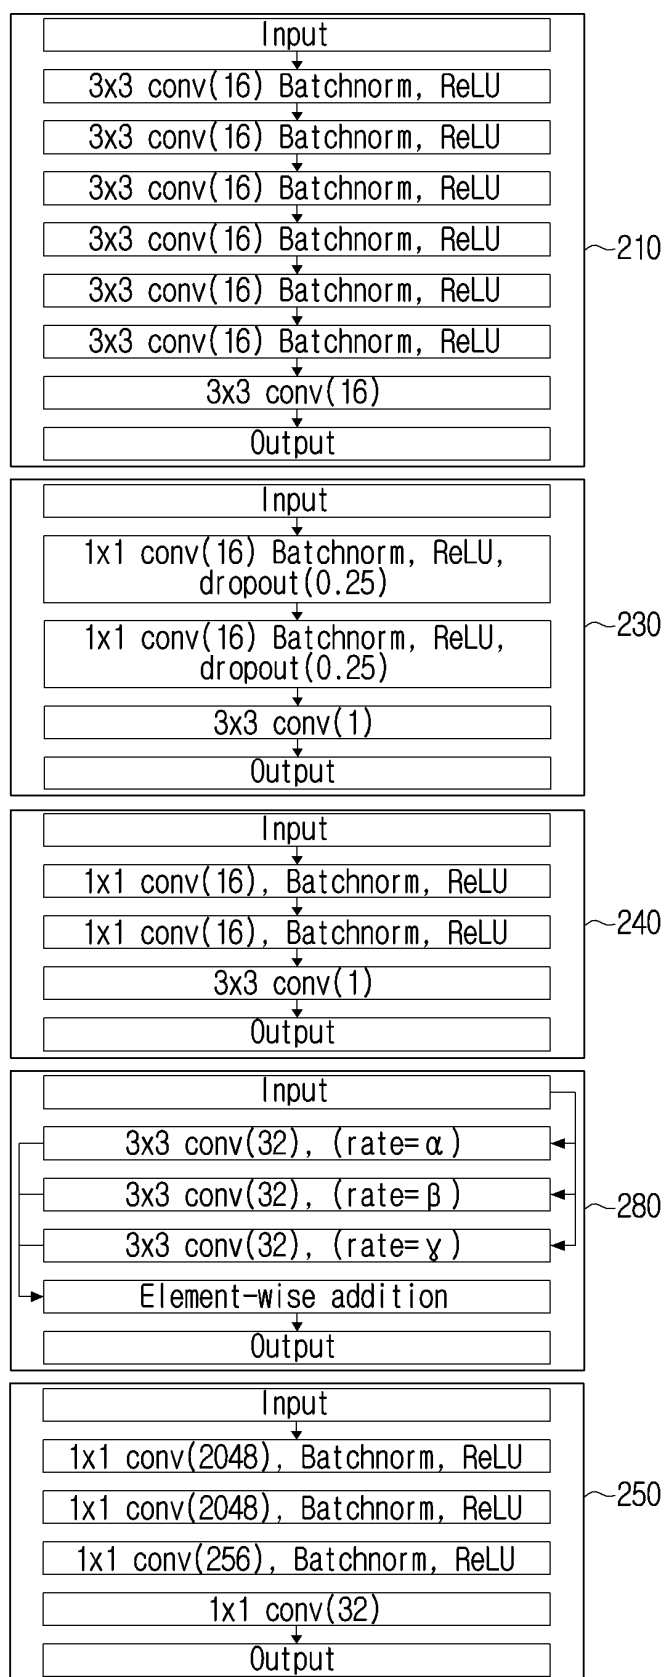 Input
3x3 conv(16) Batchnorm, ReLU
3x3 conv(16) Batchnorm, ReLU
3x3 conv(16) Batchnorm, ReLU
3x3 conv(16) Batchnorm, ReLU
3x3 conv(16) Batchnorm, ReLU
3x3 conv(16) Batchnorm, ReLU
3x3 conv(16)
Output
210
Input
1x1 conv(16) Batchnorm, ReLU,
dropout(0.25)
1x1 conv(16) Batchnorm, ReLU,
dropout(0.25)
3x3 conv(1)
Output
230
Input
1x1 conv(16), Batchnorm, ReLU
1x1 conv(16), Batchnorm, ReLU
3x3 conv(1)
Output
240
Input
3x3 conv(32), (rate=α)
3x3 conv(32), (rate=β)
3x3 conv(32), (rate=γ)
Element-wise addition
Output
280
Input
1x1 conv(2048), Batchnorm, ReLU
1x1 conv(2048), Batchnorm, ReLU
1x1 conv(256), Batchnorm, ReLU
1x1 conv(32)
Output
250